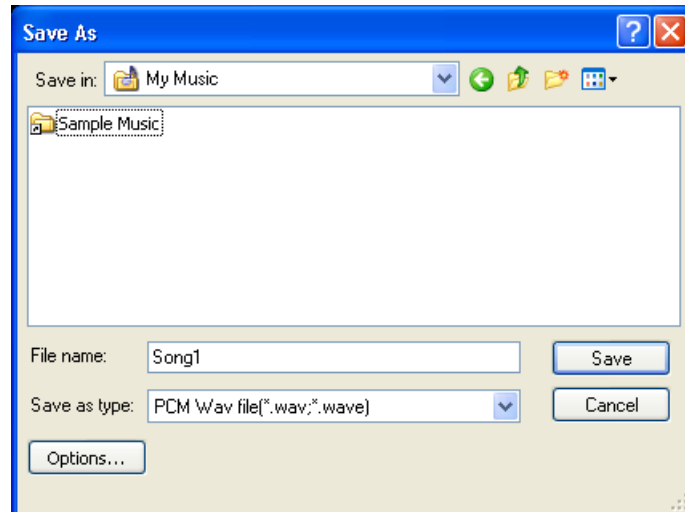 Save As
Save in: My Music
Sample Music
File name: Song1
Save
Save as type: PCM Wav file(*.wav;*.wave)
Cancel
Options...